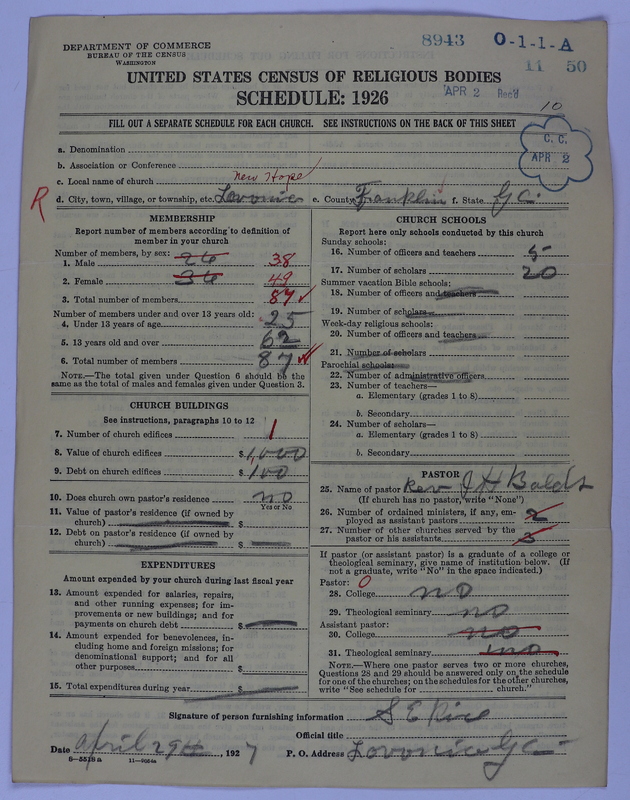 DEPARTMENT OF COMMERCE
BUREAU OF THE CENSUS
WASHINGTON
8943 O-1-1-A
11 50
UNITED STATES CENSUS OF RELIGIOUS BODIES
SCHEDULE: 1926
APR 2 Rec'd
10
FILL OUT A SEPARATE SCHEDULE FOR EACH CHURCH. SEE INSTRUCTIONS ON THE BACK OF THIS SHEET
C. C.
APR 2
a. Denomination
b. Association or Conference
c. Local name of church New Hope
R
d. City, town, village, or township, etc. Lavonia e. County Franklin f. State Ga
MEMBERSHIP
Report number of members according to definition of
member in your church
Number of members, by sex:
1. Male 26 38
2. Female 36 49
3. Total number of members 87
Number of members under and over 13 years old:
4. Under 13 years of age 25
5. 13 years old and over 62
6. Total number of members 87
NOTE.—The total given under Question 6 should be the
same as the total of males and females given under Question 3.
CHURCH BUILDINGS
See instructions, paragraphs 10 to 12
7. Number of church edifices 1
8. Value of church edifices $1,000
9. Debt on church edifices $100
10. Does church own pastor's residence no
Yes or No
11. Value of pastor's residence (if owned by
church) $
12. Debt on pastor's residence (if owned by
church) $
EXPENDITURES
Amount expended by your church during last fiscal year
13. Amount expended for salaries, repairs,
and other running expenses; for im-
provements or new buildings; and for
payments on church debt $
14. Amount expended for benevolences, in-
cluding home and foreign missions; for
denominational support; and for all
other purposes $
15. Total expenditures during year $
CHURCH SCHOOLS
Report here only schools conducted by this church
Sunday schools:
16. Number of officers and teachers 5
17. Number of scholars 20
Summer vacation Bible schools:
18. Number of officers and teachers
19. Number of scholars
Week-day religious schools:
20. Number of officers and teachers
21. Number of scholars
Parochial schools:
22. Number of administrative officers
23. Number of teachers—
a. Elementary (grades 1 to 8)
b. Secondary
24. Number of scholars—
a. Elementary (grades 1 to 8)
b. Secondary
PASTOR
25. Name of pastor Rev J H
(If church has no pastor, write "None")
26. Number of ordained ministers, if any, em-
ployed as assistant pastors 2
27. Number of other churches served by the
pastor or his assistants 3
If pastor (or assistant pastor) is a graduate of a college or
theological seminary, give name of institution below. (If
not a graduate, write "No" in the space indicated.)
Pastor: 0
28. College no
29. Theological seminary no
Assistant pastor:
30. College no
31. Theological seminary no
NOTE.—Where one pastor serves two or more churches,
Questions 28 and 29 should be answered only on the schedule
for one of the churches; on the schedules for the other churches,
write "See schedule for church."
Signature of person furnishing information S E Rice
Official title
Date April 29th, 1927 P. O. Address Lavonia Ga
8-5518 a 11-9054a